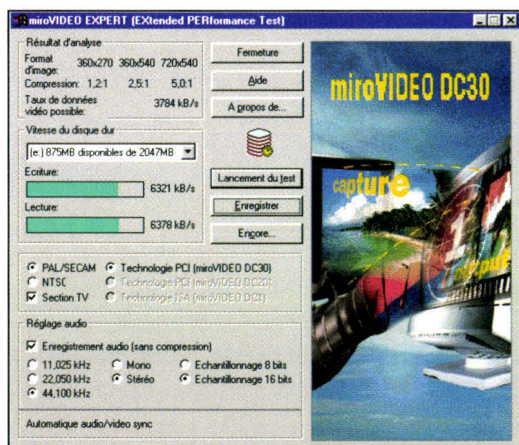 miroVIDEO EXPERT (EXtended PERformance Test)
Résultat d'analyse
Format d'image: 360x270 360x540 720x540
Compression: 1,2:1 2,5:1 5,0:1
Taux de données vidéo possible: 3784 kB/s
Vitesse du disque dur
(e:) 875MB disponibles de 2047MB
Ecriture:
6321 kB/s
Lecture:
6378 kB/s
Fermeture
Aide
A propos de...
Lancement du test
Enregistrer
Encore...
PAL/SECAM
NTSC
Section TV
Technologie PCI (miroVIDEO DC30)
Technologie PCI (miroVIDEO DC20)
Technologie ISA (miroVIDEO DC1)
Réglage audio
Enregistrement audio (sans compression)
11,025 kHz Mono Echantillonnage 8 bits
22,050 kHz Stéréo Echantillonnage 16 bits
44,100 kHz
Automatique audio/video sync
miroVIDEO DC30
capture
output